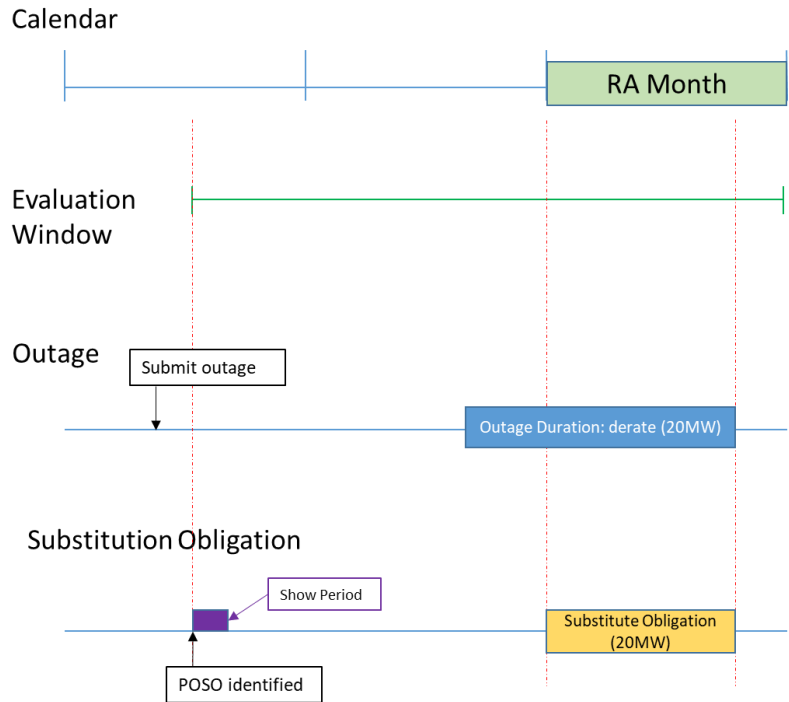 Calendar
RA Month
Evaluation
Window
Outage
Submit outage
Outage Duration: derate (20MW)
Substitution Obligation
Show Period
Substitute Obligation
(20MW)
POSO identified